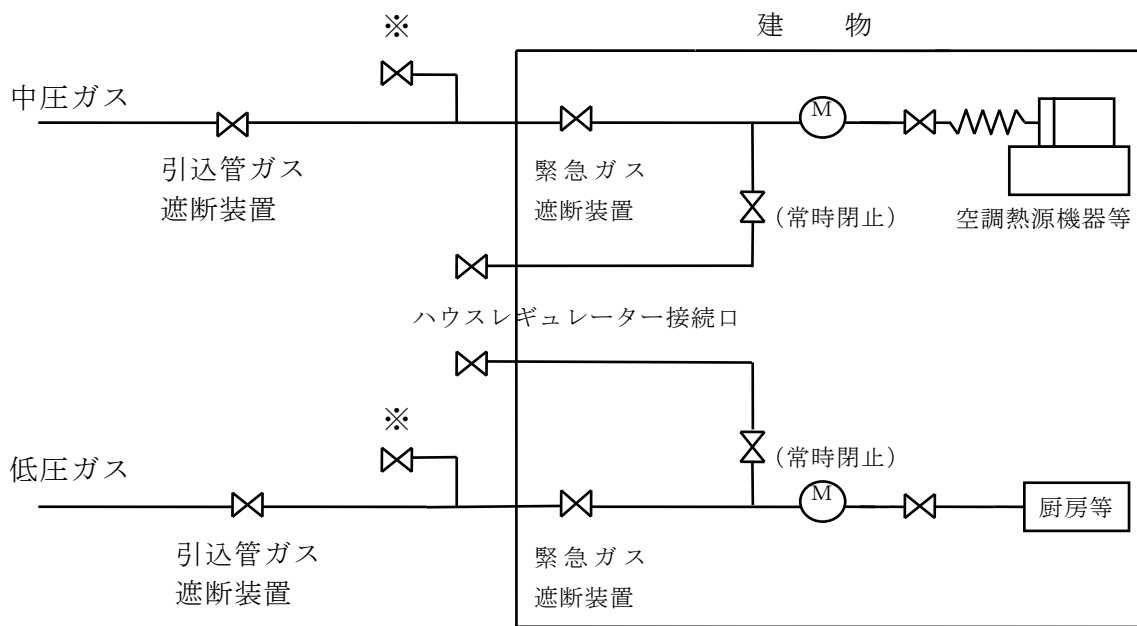 建　物
※
中圧ガス
M
引込管ガス
遮断装置
緊急ガス
遮断装置
(常時閉止)
空調熱源機器等
ハウスレギュレーター接続口
※
低圧ガス
(常時閉止)
M
厨房等
引込管ガス
遮断装置
緊急ガス
遮断装置